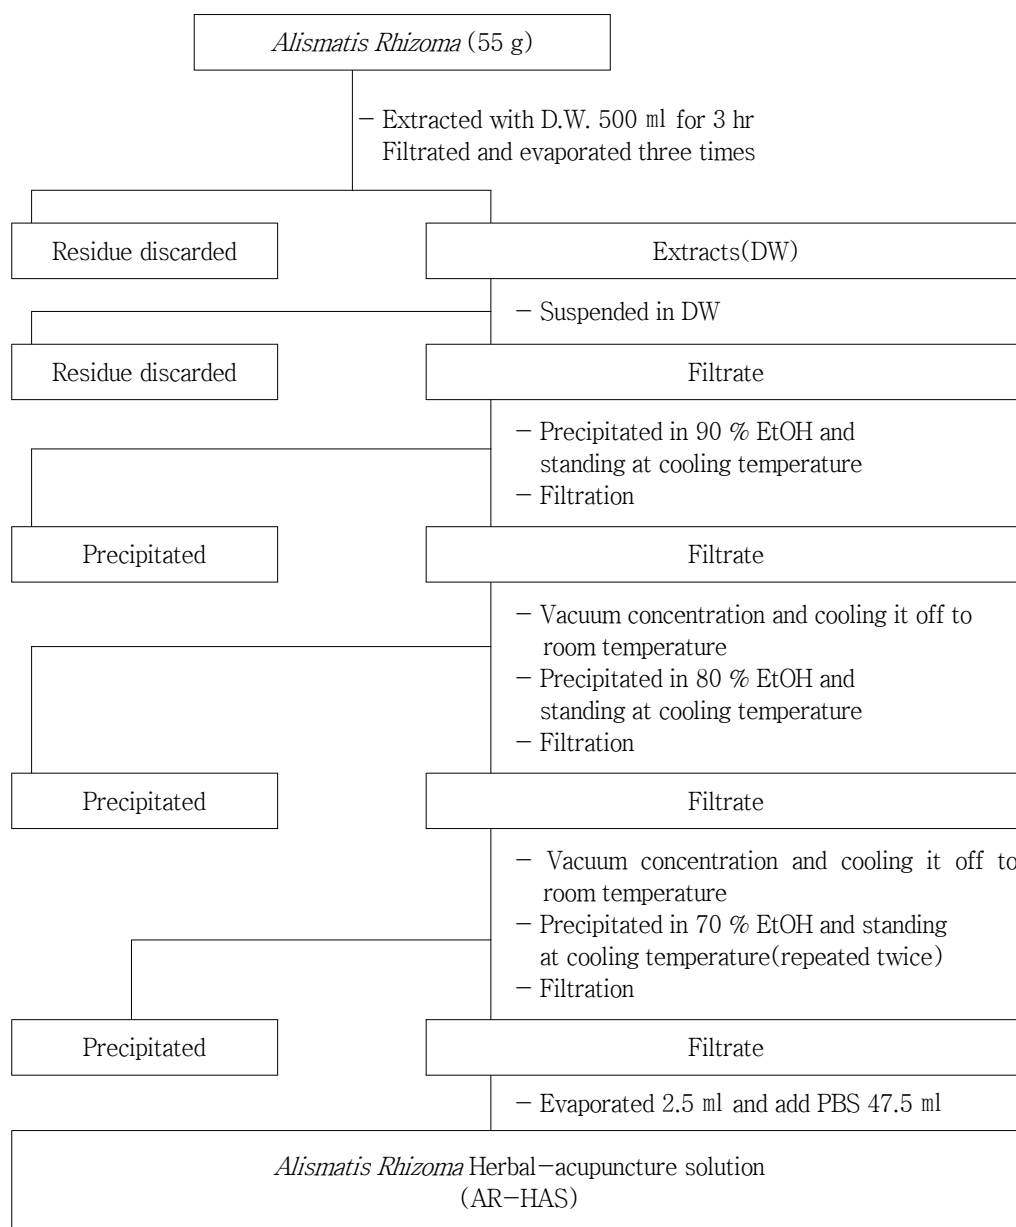 Alismatis Rhizoma (55 g)
- Extracted with D.W. 500 ㎖ for 3 hr
Filtrated and evaporated three times
Residue discarded
Extracts(DW)
- Suspended in DW
Residue discarded
Filtrate
- Precipitated in 90 % EtOH and
standing at cooling temperature
- Filtration
Precipitated
Filtrate
- Vacuum concentration and cooling it off to
room temperature
- Precipitated in 80 % EtOH and
standing at cooling temperature
- Filtration
Precipitated
Filtrate
- Vacuum concentration and cooling it off to
room temperature
- Precipitated in 70 % EtOH and standing
at cooling temperature(repeated twice)
- Filtration
Precipitated
Filtrate
- Evaporated 2.5 ㎖ and add PBS 47.5 ㎖
Alismatis Rhizoma Herbal-acupuncture solution
(AR-HAS)